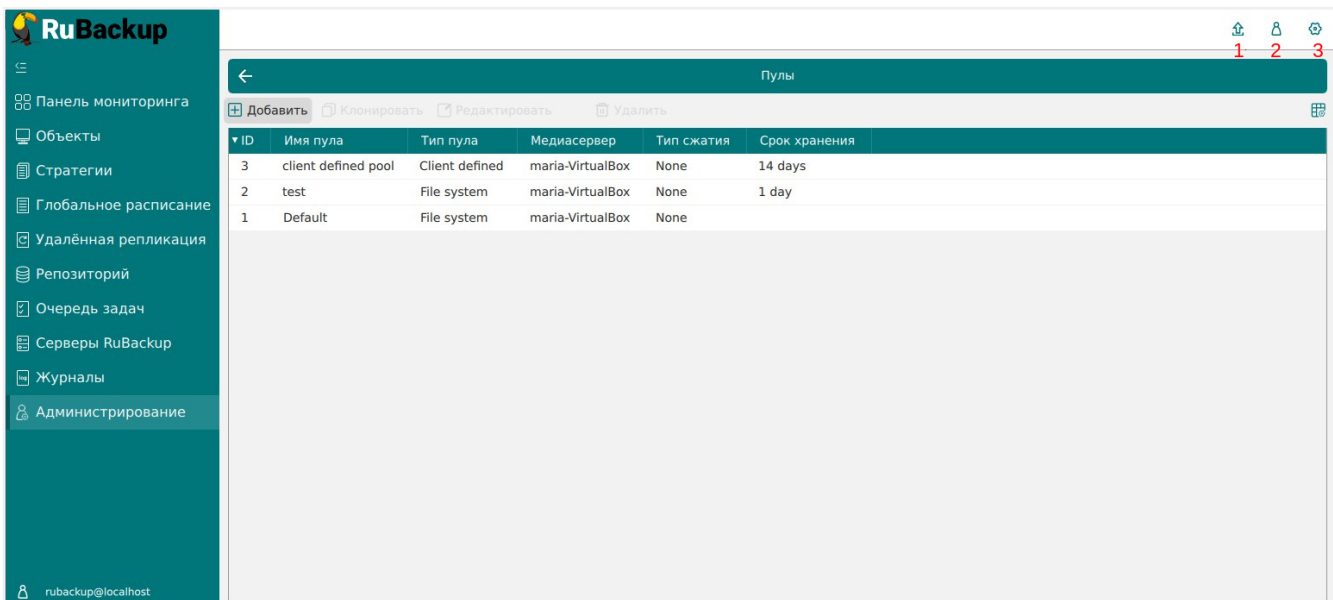 RuBackup
1 2 3
Пулы
Панель мониторинга
Объекты
Стратегии
Глобальное расписание
Удалённая репликация
Репозиторий
Очередь задач
Серверы RuBackup
Журналы
Администрирование
rubackup@localhost
Добавить Клонировать Редактировать Удалить
ID Имя пула Тип пула Медиасервер Тип сжатия Срок хранения
3 client defined pool Client defined maria-VirtualBox None 14 days
2 test File system maria-VirtualBox None 1 day
1 Default File system maria-VirtualBox None